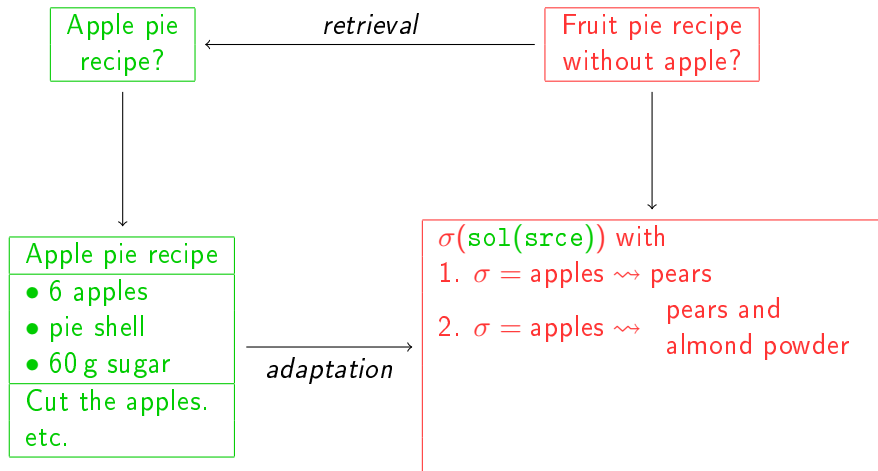 Apple pie
recipe?
retrieval
Fruit pie recipe
without apple?
Apple pie recipe
• 6 apples
• pie shell
• 60 g sugar
Cut the apples.
etc.
adaptation
σ(sol(srce)) with
1. σ = apples ⇝ pears
2. σ = apples ⇝ pears and
almond powder